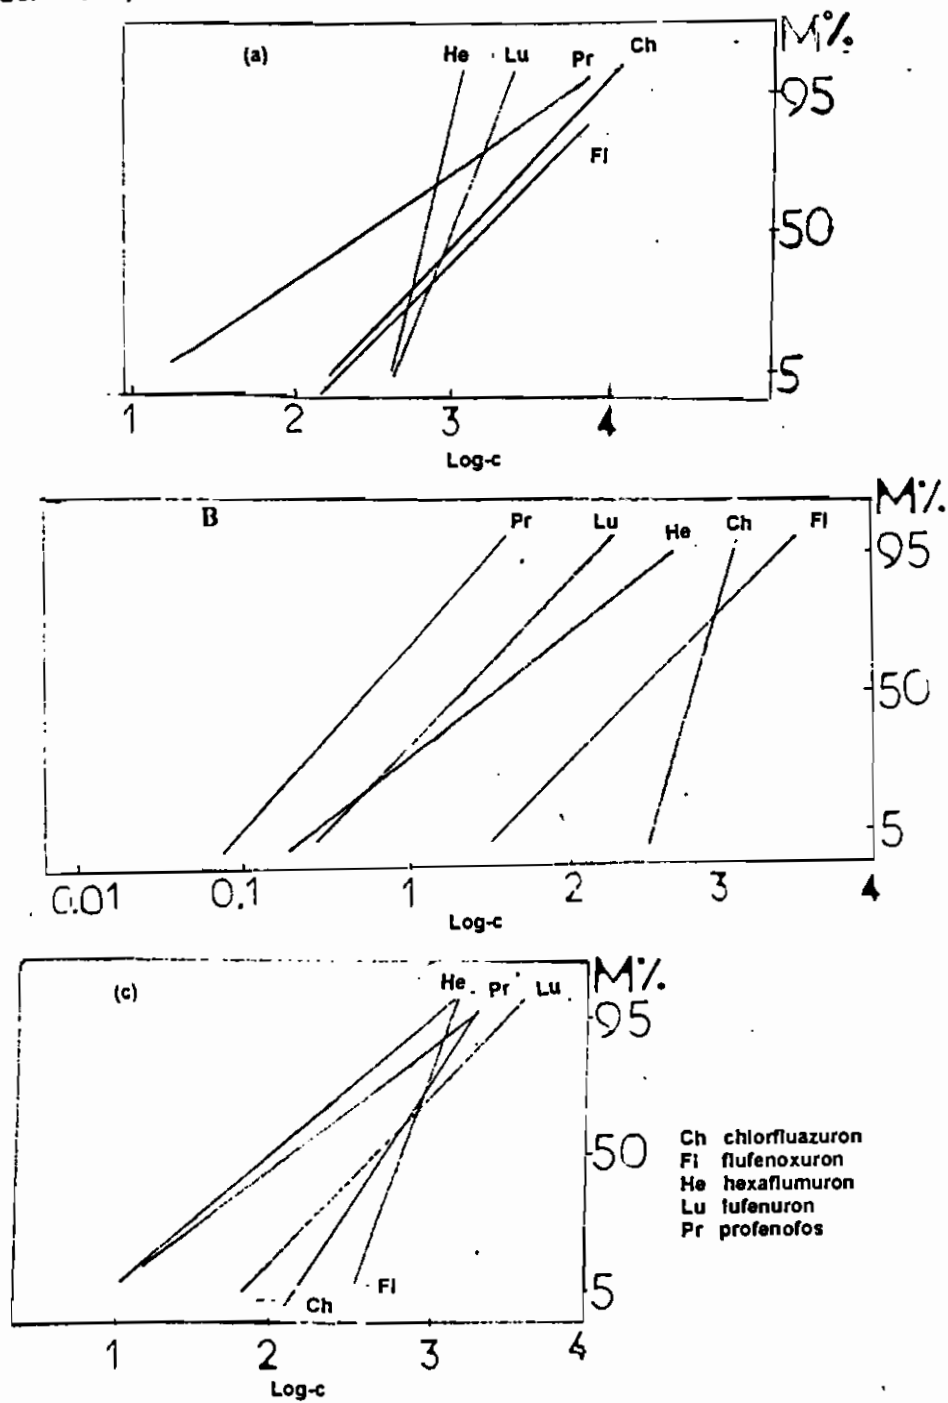 (a)
He Lu Pr Ch M%
95
Fl
50
5
1 2 3 4
Log-c
B Pr Lu He Ch Fl M%
95
50
5
0.01 0.1 1 2 3 4
Log-c
(c) He Pr Lu M%
95
50
5
Fl
Ch
1 2 3 4
Log-c
Ch chlorfluazuron
Fl flufenoxuron
He hexaflumuron
Lu lufenuron
Pr profenofos